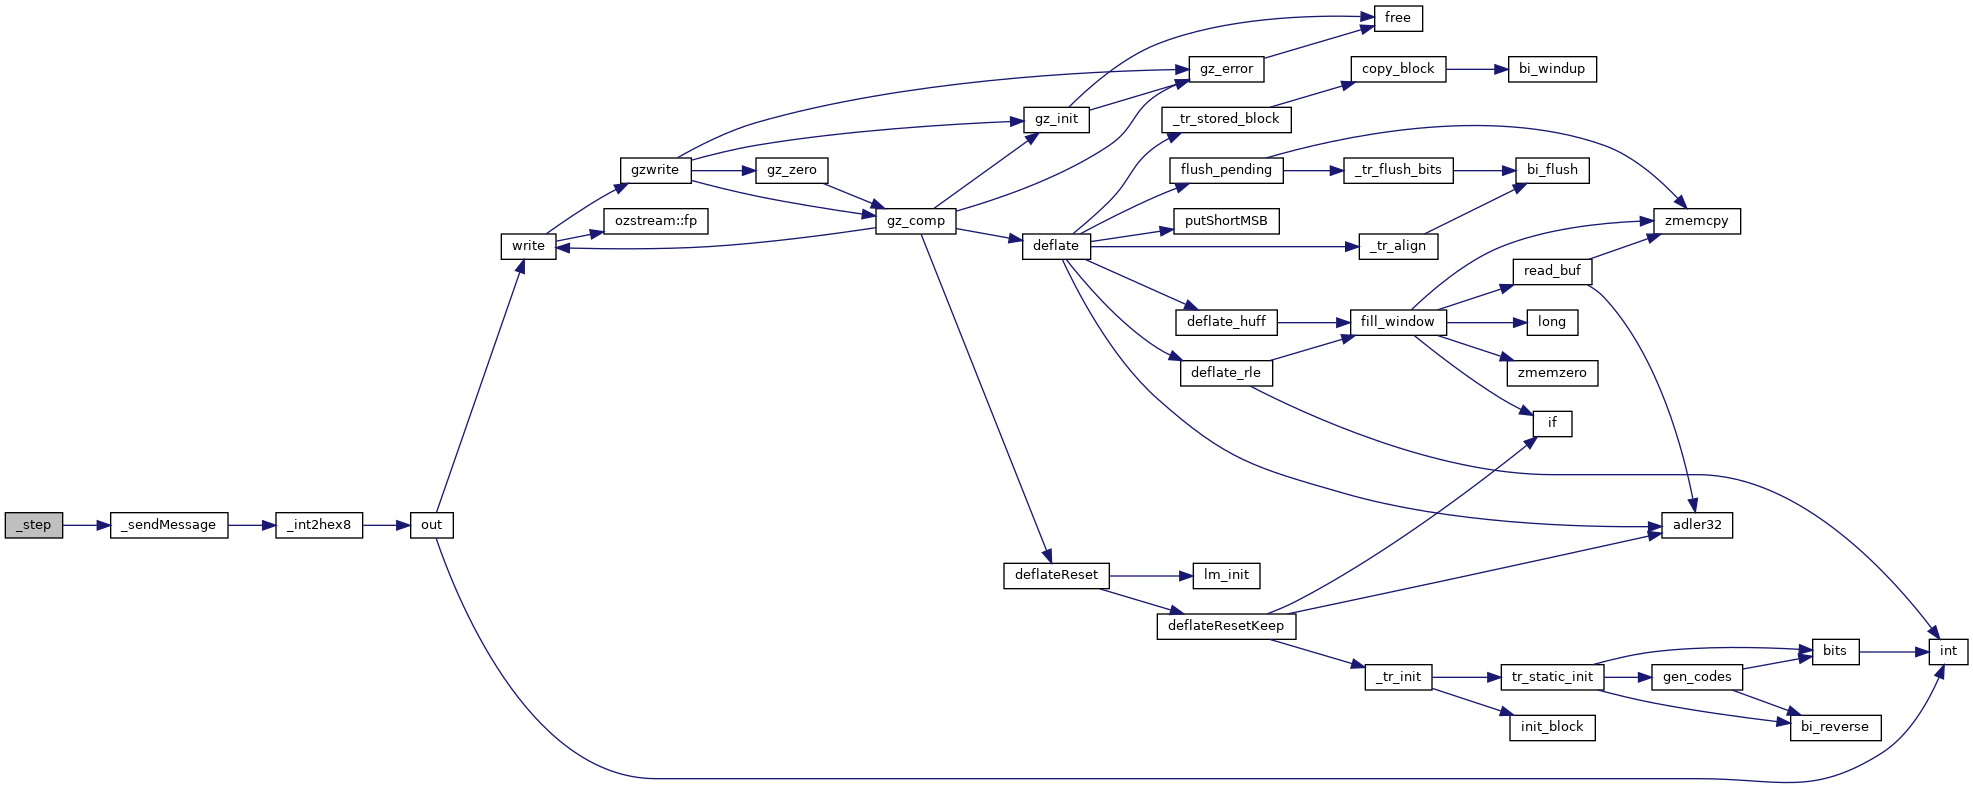 free
gz_error
copy_block
bi_windup
gz_init
_tr_stored_block
gzwrite
gz_zero
flush_pending
_tr_flush_bits
bi_flush
ozstream::fp
gz_comp
putShortMSB
zmemcpy
write
deflate
_tr_align
read_buf
deflate_huff
fill_window
long
deflate_rle
zmemzero
if
_step
_sendMessage
_int2hex8
out
adler32
deflateReset
lm_init
deflateResetKeep
bits
int
_tr_init
tr_static_init
gen_codes
init_block
bi_reverse